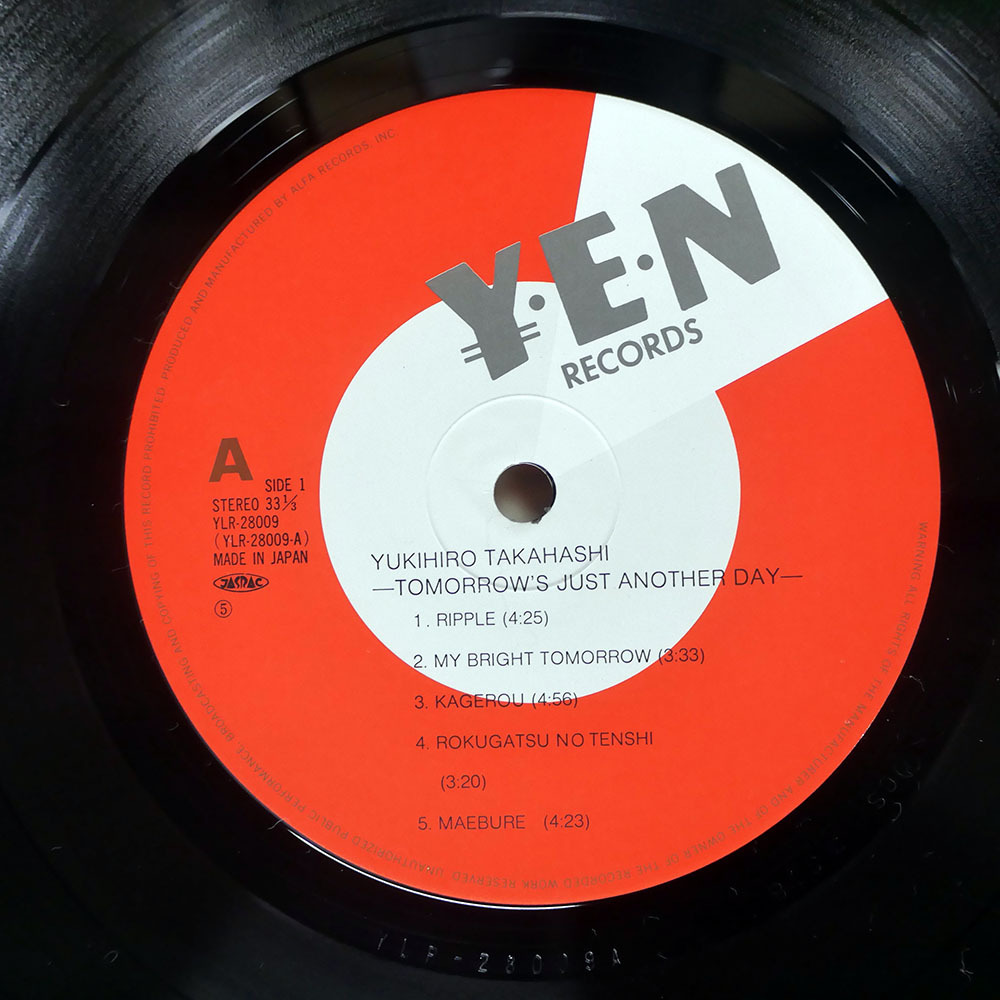 Y·E·N
RECORDS
A
SIDE 1
STEREO 33⅓
YLR-28009
(YLR-28009-A)
MADE IN JAPAN
JASRAC
⑤
YUKIHIRO TAKAHASHI
—TOMORROW'S JUST ANOTHER DAY—
1. RIPPLE (4:25)
2. MY BRIGHT TOMORROW (3:33)
3. KAGEROU (4:56)
4. ROKUGATSU NO TENSHI
(3:20)
5. MAEBURE (4:23)
WARNING: ALL RIGHTS OF THE MANUFACTURER AND OF THE OWNER OF THE RECORDED WORK RESERVED. UNAUTHORIZED PUBLIC PERFORMANCE, BROADCASTING AND COPYING OF THIS RECORD PROHIBITED. PRODUCED AND MANUFACTURED BY ALFA RECORDS, INC.
YLR-28009A